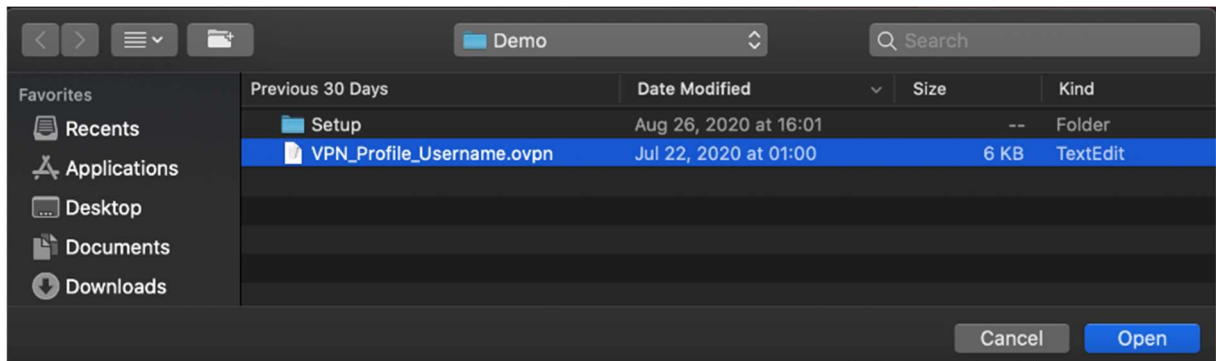 Demo
Search
Favorites
Recents
Applications
Desktop
Documents
Downloads
Previous 30 Days Date Modified Size Kind
Setup Aug 26, 2020 at 16:01 -- Folder
VPN_Profile_Username.ovpn Jul 22, 2020 at 01:00 6 KB TextEdit
Cancel Open